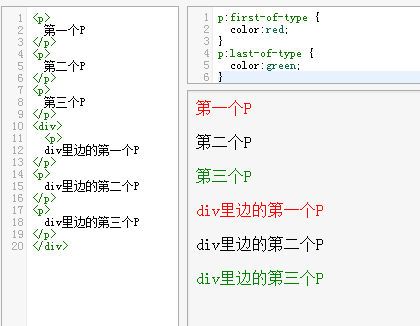 1 <p>
2 第一个P
3 </p>
4 <p>
5 第二个P
6 </p>
7 <p>
8 第三个P
9 </p>
10 <div>
11 <p>
12 div里边的第一个P
13 </p>
14 <p>
15 div里边的第二个P
16 </p>
17 <p>
18 div里边的第三个P
19 </p>
20 </div>
1 p:first-of-type {
2 color:red;
3 }
4 p:last-of-type {
5 color:green;
6 }
第一个P
第二个P
第三个P
div里边的第一个P
div里边的第二个P
div里边的第三个P